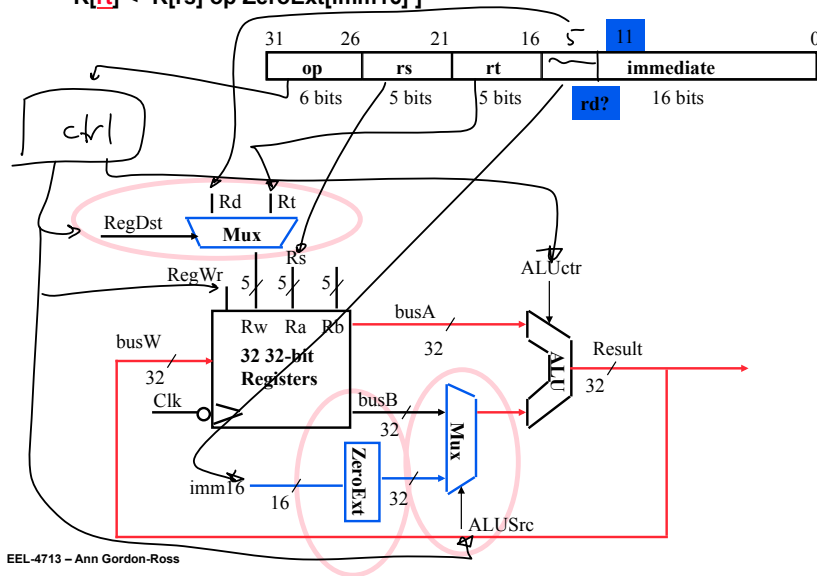 R[rt] <- R[rs] op ZeroExt[imm16] ]
31 26 21 16 5 11 0
op rs rt immediate
6 bits 5 bits 5 bits rd? 16 bits
ctrl
Rd Rt
RegDst
Mux
Rs
RegWr
5 5 5
ALUctr
busW
32
Rw Ra Rb
32 32-bit
Registers
busA
32
ALU
Result
32
Clk
busB
32
Mux
ZeroExt
imm16
16
32
ALUSrc
EEL-4713 – Ann Gordon-Ross